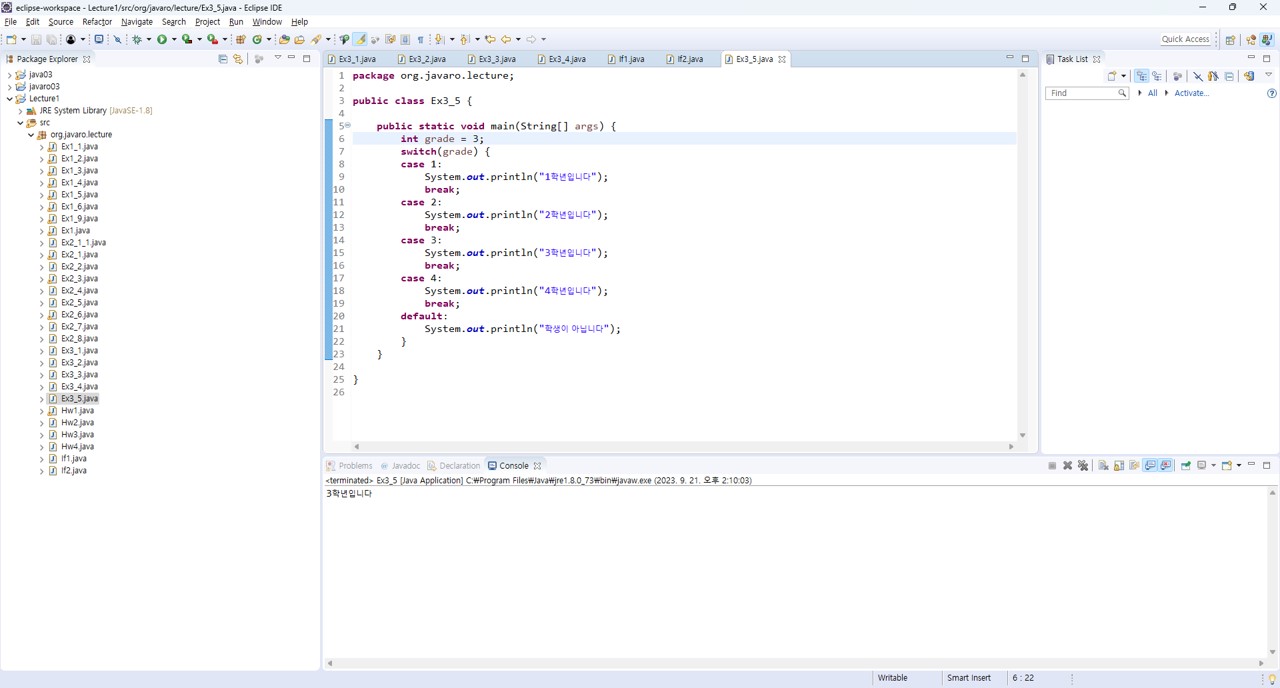 eclipse-workspace - Lecture1/src/org/javaro/lecture/Ex3_5.java - Eclipse IDE
File Edit Source Refactor Navigate Search Project Run Window Help
Quick Access
Package Explorer
java03
javaro03
Lecture1
JRE System Library [JavaSE-1.8]
src
org.javaro.lecture
Ex1_1.java
Ex1_2.java
Ex1_3.java
Ex1_4.java
Ex1_5.java
Ex1_6.java
Ex1_9.java
Ex1.java
Ex2_1_1.java
Ex2_1.java
Ex2_2.java
Ex2_3.java
Ex2_4.java
Ex2_5.java
Ex2_6.java
Ex2_7.java
Ex2_8.java
Ex3_1.java
Ex3_2.java
Ex3_3.java
Ex3_4.java
Ex3_5.java
Hw1.java
Hw2.java
Hw3.java
Hw4.java
If1.java
If2.java
Ex3_1.java Ex3_2.java Ex3_3.java Ex3_4.java If1.java If2.java Ex3_5.java
1 package org.javaro.lecture;
2
3 public class Ex3_5 {
4
5 public static void main(String[] args) {
6 int grade = 3;
7 switch(grade) {
8 case 1:
9 System.out.println("1학년입니다");
10 break;
11 case 2:
12 System.out.println("2학년입니다");
13 break;
14 case 3:
15 System.out.println("3학년입니다");
16 break;
17 case 4:
18 System.out.println("4학년입니다");
19 break;
20 default:
21 System.out.println("학생이 아닙니다");
22 }
23 }
24
25 }
26
Task List
Find All Activate...
Problems Javadoc Declaration Console
<terminated> Ex3_5 [Java Application] C:₩Program Files₩Java₩jre1.8.0_73₩bin₩javaw.exe (2023. 9. 21. 오후 2:10:03)
3학년입니다
Writable Smart Insert 6 : 22